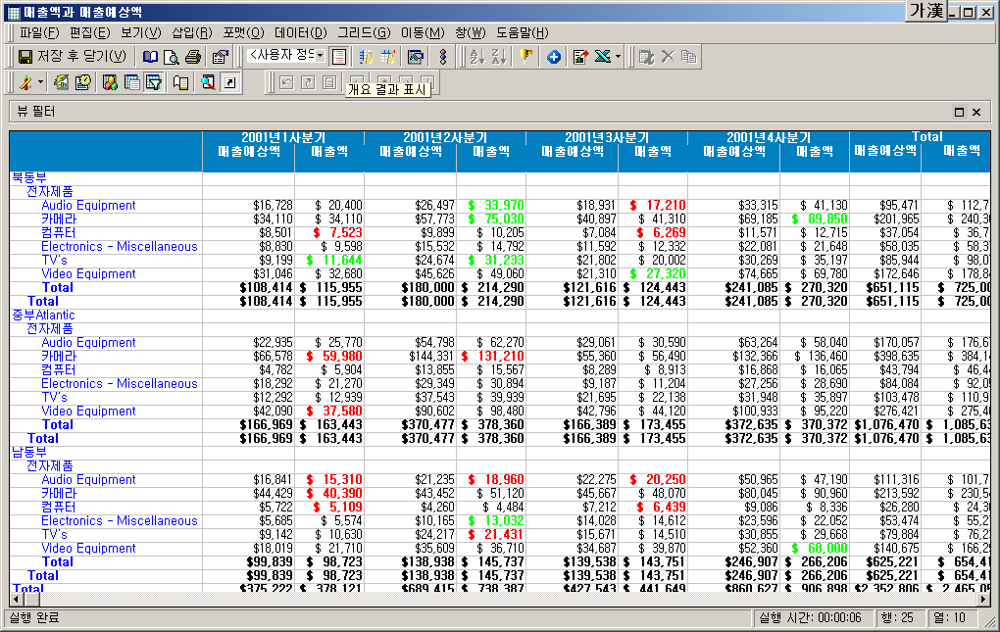 매출액과 매출예상액
가漢
파일(F) 편집(E) 보기(V) 삽입(R) 포맷(O) 데이터(D) 그리드(G) 이동(M) 창(W) 도움말(H)
저장 후 닫기(V) <사용자 정의
개요 결과 표시
뷰 필터
2001년1사분기 2001년2사분기 2001년3사분기 2001년4사분기 Total
매출예상액 매출액 매출예상액 매출액 매출예상액 매출액 매출예상액 매출액 매출예상액 매출액
북동부
전자제품
Audio Equipment $16,728 $ 20,400 $26,497 $ 33,970 $18,931 $ 17,210 $33,315 $ 41,130 $95,471 $ 112,7
카메라 $34,110 $ 34,110 $57,773 $ 75,030 $40,897 $ 41,310 $69,185 $ 89,850 $201,965 $ 240,3
컴퓨터 $8,501 $ 7,523 $9,899 $ 10,205 $7,084 $ 6,269 $11,571 $ 12,715 $37,054 $ 36,7
Electronics - Miscellaneous $8,830 $ 9,598 $15,532 $ 14,792 $11,592 $ 12,332 $22,081 $ 21,648 $58,035 $ 58,3
TV's $9,199 $ 11,644 $24,674 $ 31,233 $21,802 $ 20,002 $30,269 $ 35,197 $85,944 $ 98,0
Video Equipment $31,046 $ 32,680 $45,626 $ 49,060 $21,310 $ 27,320 $74,665 $ 69,780 $172,646 $ 178,8
Total $108,414 $ 115,955 $180,000 $ 214,290 $121,616 $ 124,443 $241,085 $ 270,320 $651,115 $ 725,00
Total $108,414 $ 115,955 $180,000 $ 214,290 $121,616 $ 124,443 $241,085 $ 270,320 $651,115 $ 725,00
중부Atlantic
전자제품
Audio Equipment $22,935 $ 25,770 $54,798 $ 62,270 $29,061 $ 30,590 $63,264 $ 58,040 $170,057 $ 176,6
카메라 $66,578 $ 59,980 $144,331 $ 131,210 $55,360 $ 56,490 $132,366 $ 136,460 $398,635 $ 384,1
컴퓨터 $4,782 $ 5,904 $13,855 $ 15,567 $8,289 $ 8,913 $16,868 $ 16,065 $43,794 $ 46,4
Electronics - Miscellaneous $18,292 $ 21,270 $29,349 $ 30,894 $9,187 $ 11,204 $27,256 $ 28,690 $84,084 $ 92,0
TV's $12,292 $ 12,939 $37,543 $ 39,939 $21,695 $ 22,138 $31,948 $ 35,897 $103,478 $ 110,9
Video Equipment $42,090 $ 37,580 $90,602 $ 98,480 $42,796 $ 44,120 $100,933 $ 95,220 $276,421 $ 275,4
Total $166,969 $ 163,443 $370,477 $ 378,360 $166,389 $ 173,455 $372,635 $ 370,372 $1,076,470 $ 1,085,63
Total $166,969 $ 163,443 $370,477 $ 378,360 $166,389 $ 173,455 $372,635 $ 370,372 $1,076,470 $ 1,085,63
남동부
전자제품
Audio Equipment $16,841 $ 15,310 $21,235 $ 18,960 $22,275 $ 20,250 $50,965 $ 47,190 $111,316 $ 101,7
카메라 $44,429 $ 40,390 $43,452 $ 51,120 $45,667 $ 48,070 $80,045 $ 90,960 $213,592 $ 230,5
컴퓨터 $5,722 $ 5,109 $4,260 $ 4,484 $7,212 $ 6,439 $9,086 $ 8,336 $26,280 $ 24,3
Electronics - Miscellaneous $5,685 $ 5,574 $10,165 $ 13,032 $14,028 $ 14,612 $23,596 $ 22,052 $53,474 $ 55,2
TV's $9,142 $ 10,630 $24,217 $ 21,431 $15,671 $ 14,510 $30,855 $ 29,668 $79,884 $ 76,2
Video Equipment $18,019 $ 21,710 $35,609 $ 36,710 $34,687 $ 39,870 $52,360 $ 68,000 $140,675 $ 166,2
Total $99,839 $ 98,723 $138,938 $ 145,737 $139,538 $ 143,751 $246,907 $ 266,206 $625,221 $ 654,41
Total $99,839 $ 98,723 $138,938 $ 145,737 $139,538 $ 143,751 $246,907 $ 266,206 $625,221 $ 654,41
Total $375,222 $ 378,121 $689,415 $ 738,387 $427,543 $ 441,649 $860,627 $ 906,898 $2,352,806 $ 2,465,05
실행 완료 실행 시간: 00:00:06 행: 25 열: 10